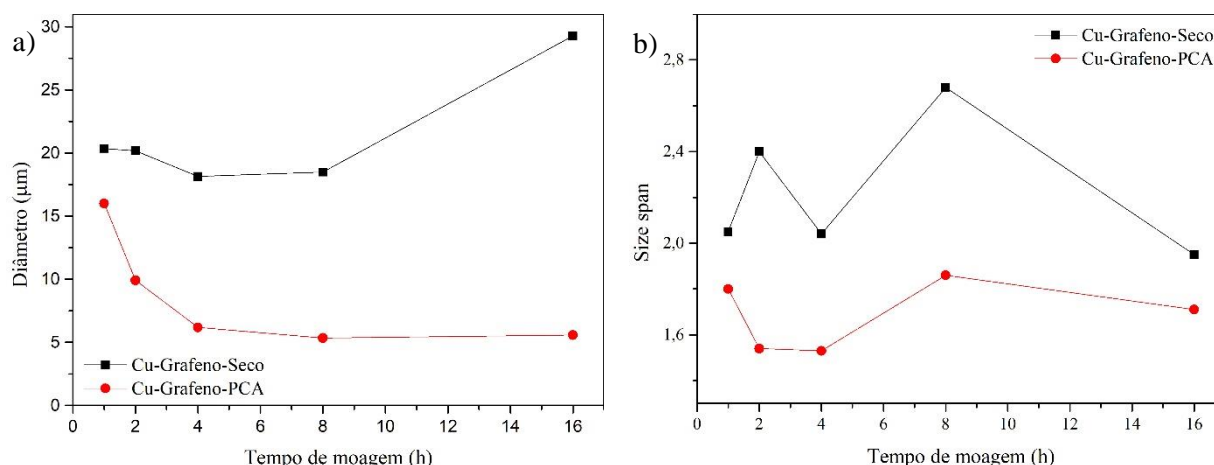 a)
30
25
20
15
10
5
0
Diâmetro (μm)
Cu-Grafeno-Seco
Cu-Grafeno-PCA
0 2 4 6 8 10 12 14 16
Tempo de moagem (h)
b)
Cu-Grafeno-Seco
Cu-Grafeno-PCA
2,8
2,4
2,0
1,6
Size span
0 2 4 6 8 10 12 14 16
Tempo de moagem (h)